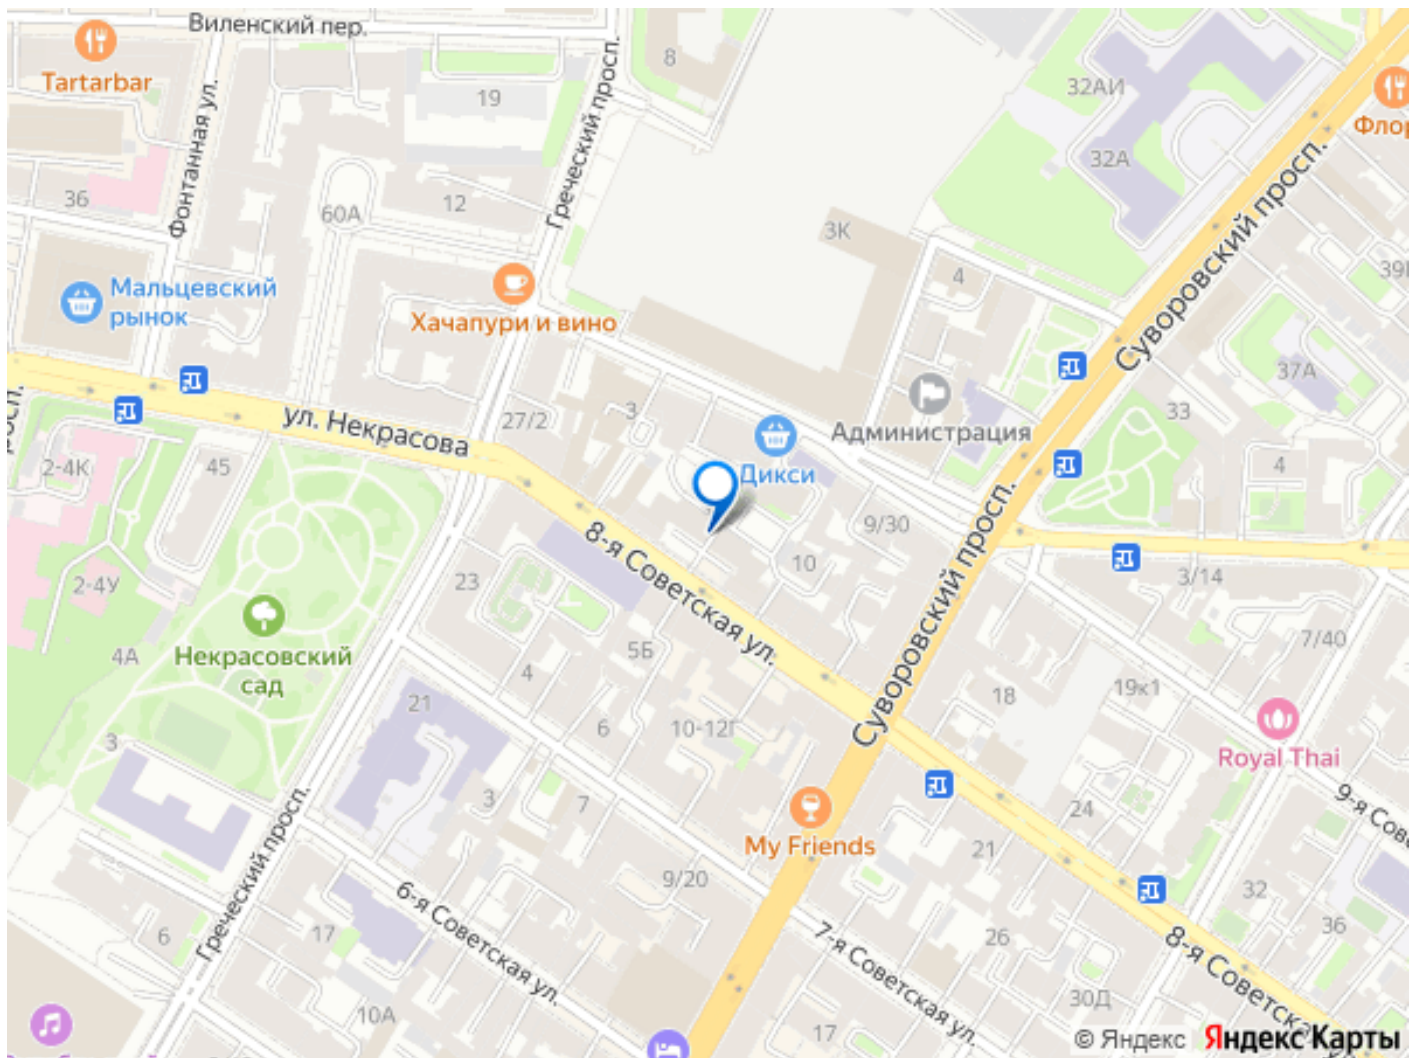 Виленский пер.
Tartarbar
19
8
32АИ
Флор
Греческий просп.
Фонтанная ул.
32А
36
60А
12
3К
4
39
Суворовский просп.
Мальцевский
рынок
Хачапури и вино
37А
33
ул. Некрасова
27/2
3
Администрация
Дикси
2-4К
45
4
9/30
Суворовский просп.
8-я Советская ул.
10
3/14
2-4У
23
7/40
4А
Некрасовский
сад
5Б
4
19к1
18
21
6
10-12Г
Royal Thai
3
3
7
24
9-я Сов
My Friends
21
Греческий просп.
9/20
32
6-я Советская ул.
7-я Советская ул.
36
6
17
26
8-я Советска
10А
30Д
17
© Яндекс Яндекс Карты